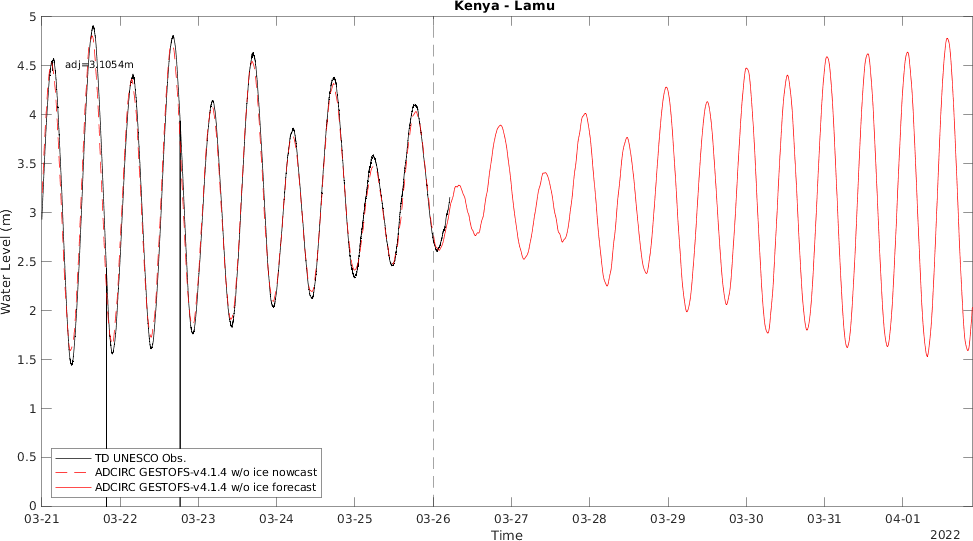 Kenya - Lamu
adj=3.1054m
Water Level (m)
5
4.5
4
3.5
3
2.5
2
1.5
1
0.5
0
TD UNESCO Obs.
ADCIRC GESTOFS-v4.1.4 w/o ice nowcast
ADCIRC GESTOFS-v4.1.4 w/o ice forecast
03-21 03-22 03-23 03-24 03-25 03-26 03-27 03-28 03-29 03-30 03-31 04-01
Time
2022